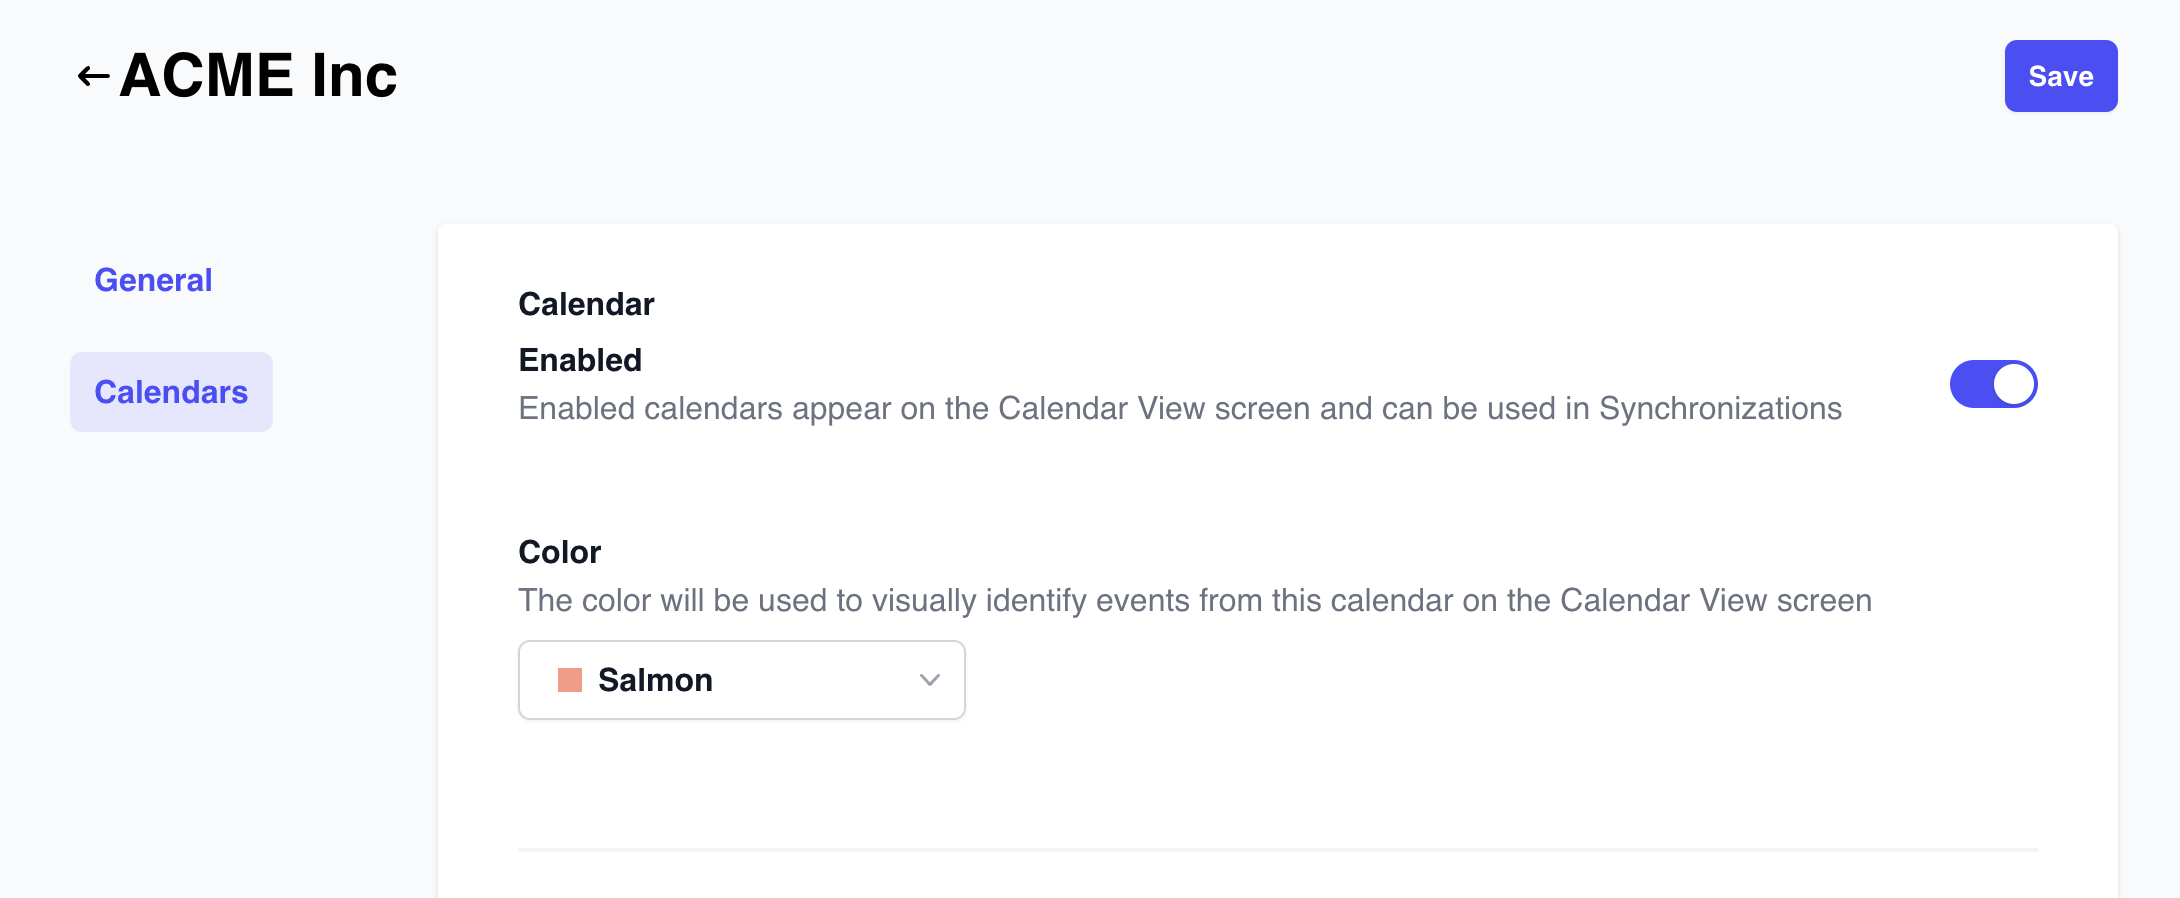 ACME Inc
Save
General
Calendars
Calendar
Enabled
Enabled calendars appear on the Calendar View screen and can be used in Synchronizations
Color
The color will be used to visually identify events from this calendar on the Calendar View screen
Salmon